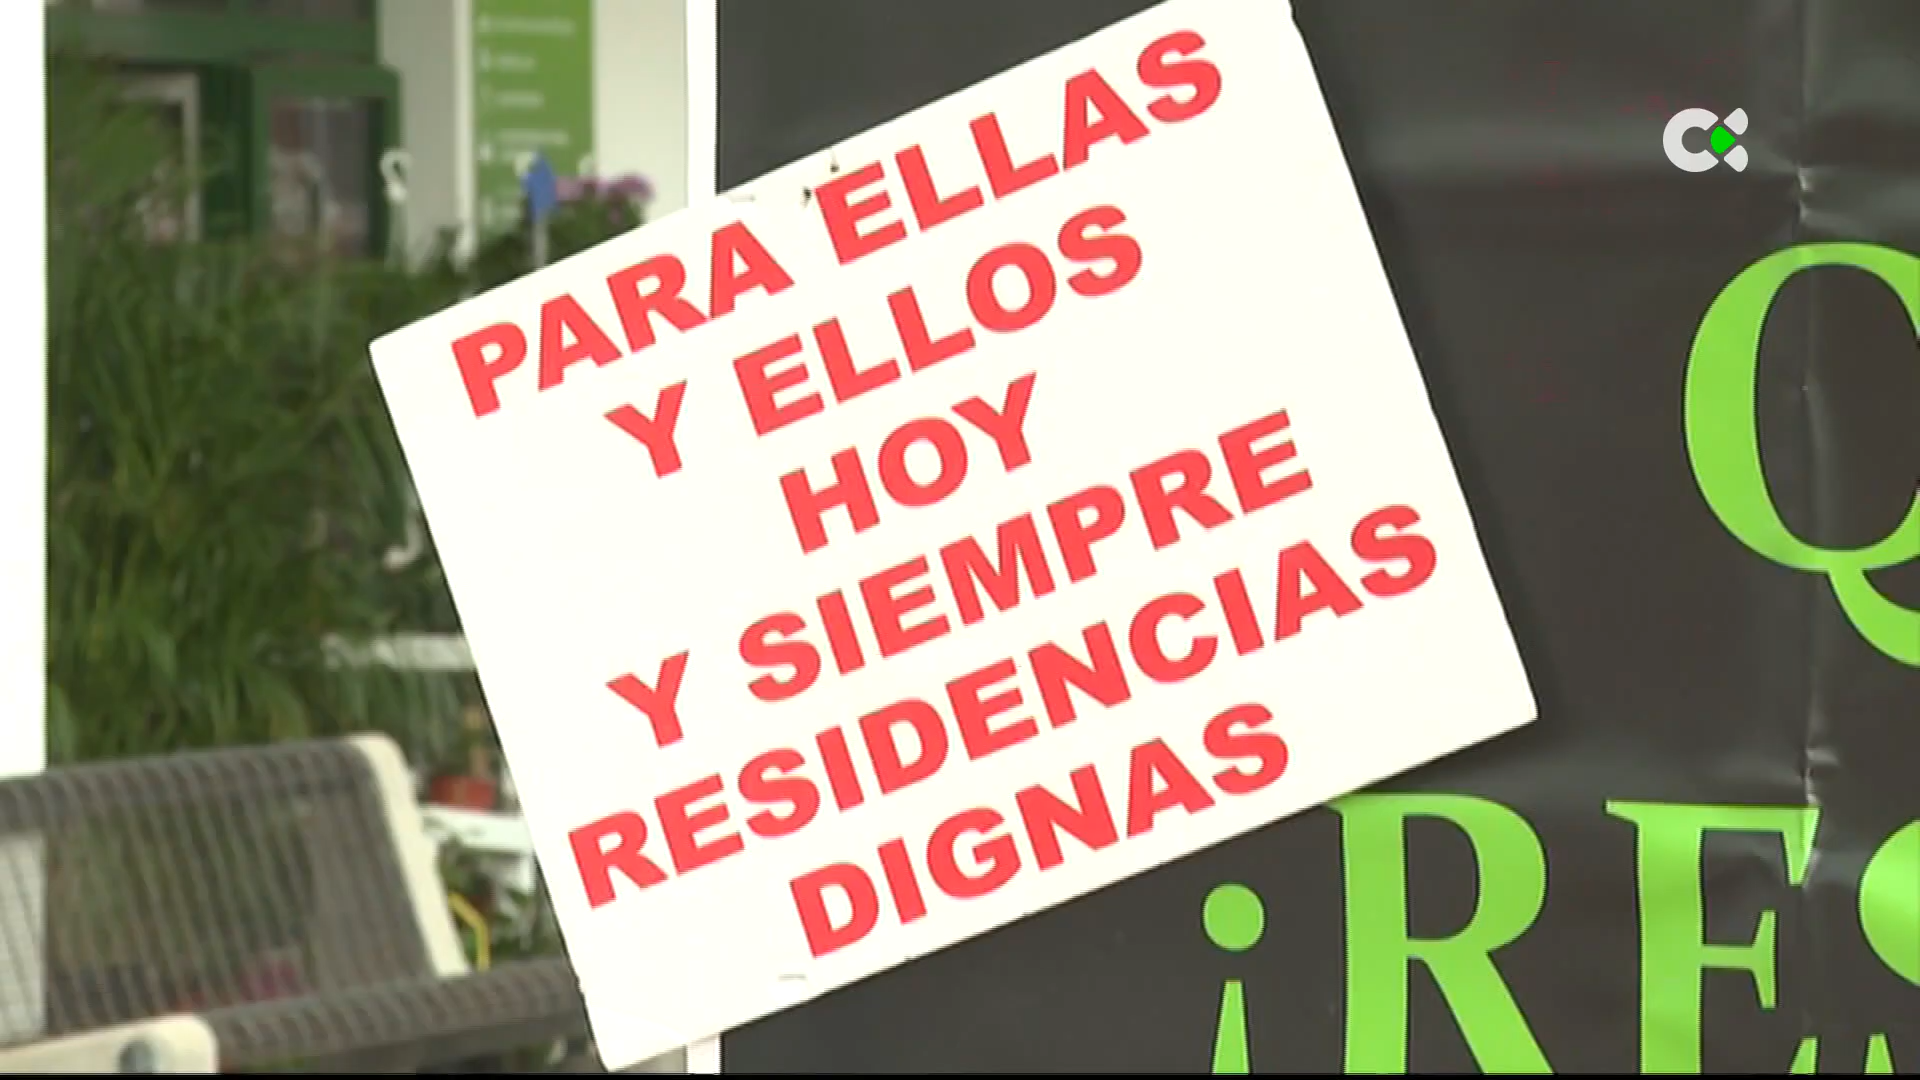 PARA ELLAS
Y ELLOS
HOY
Y SIEMPRE
RESIDENCIAS
DIGNAS
Q
¡RES